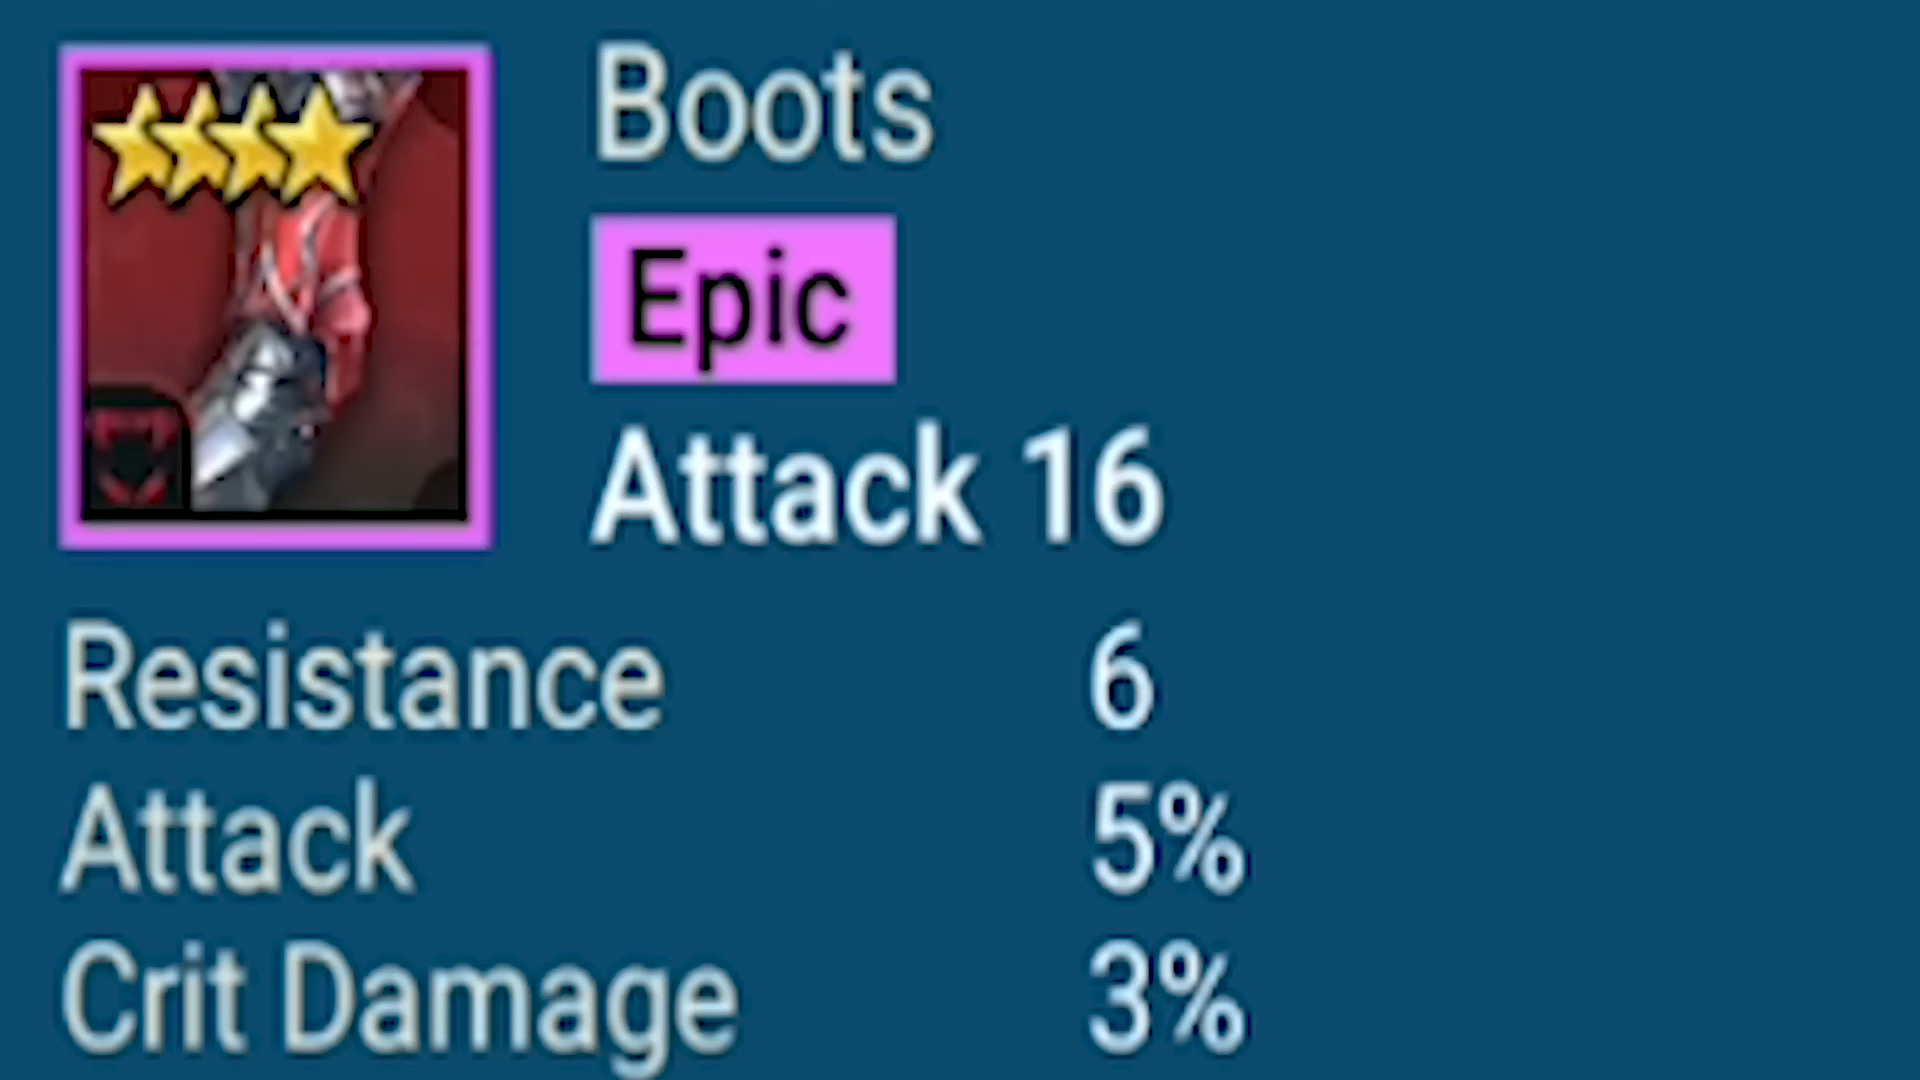 Boots
Epic
Attack 16
Resistance 6
Attack 5%
Crit Damage 3%